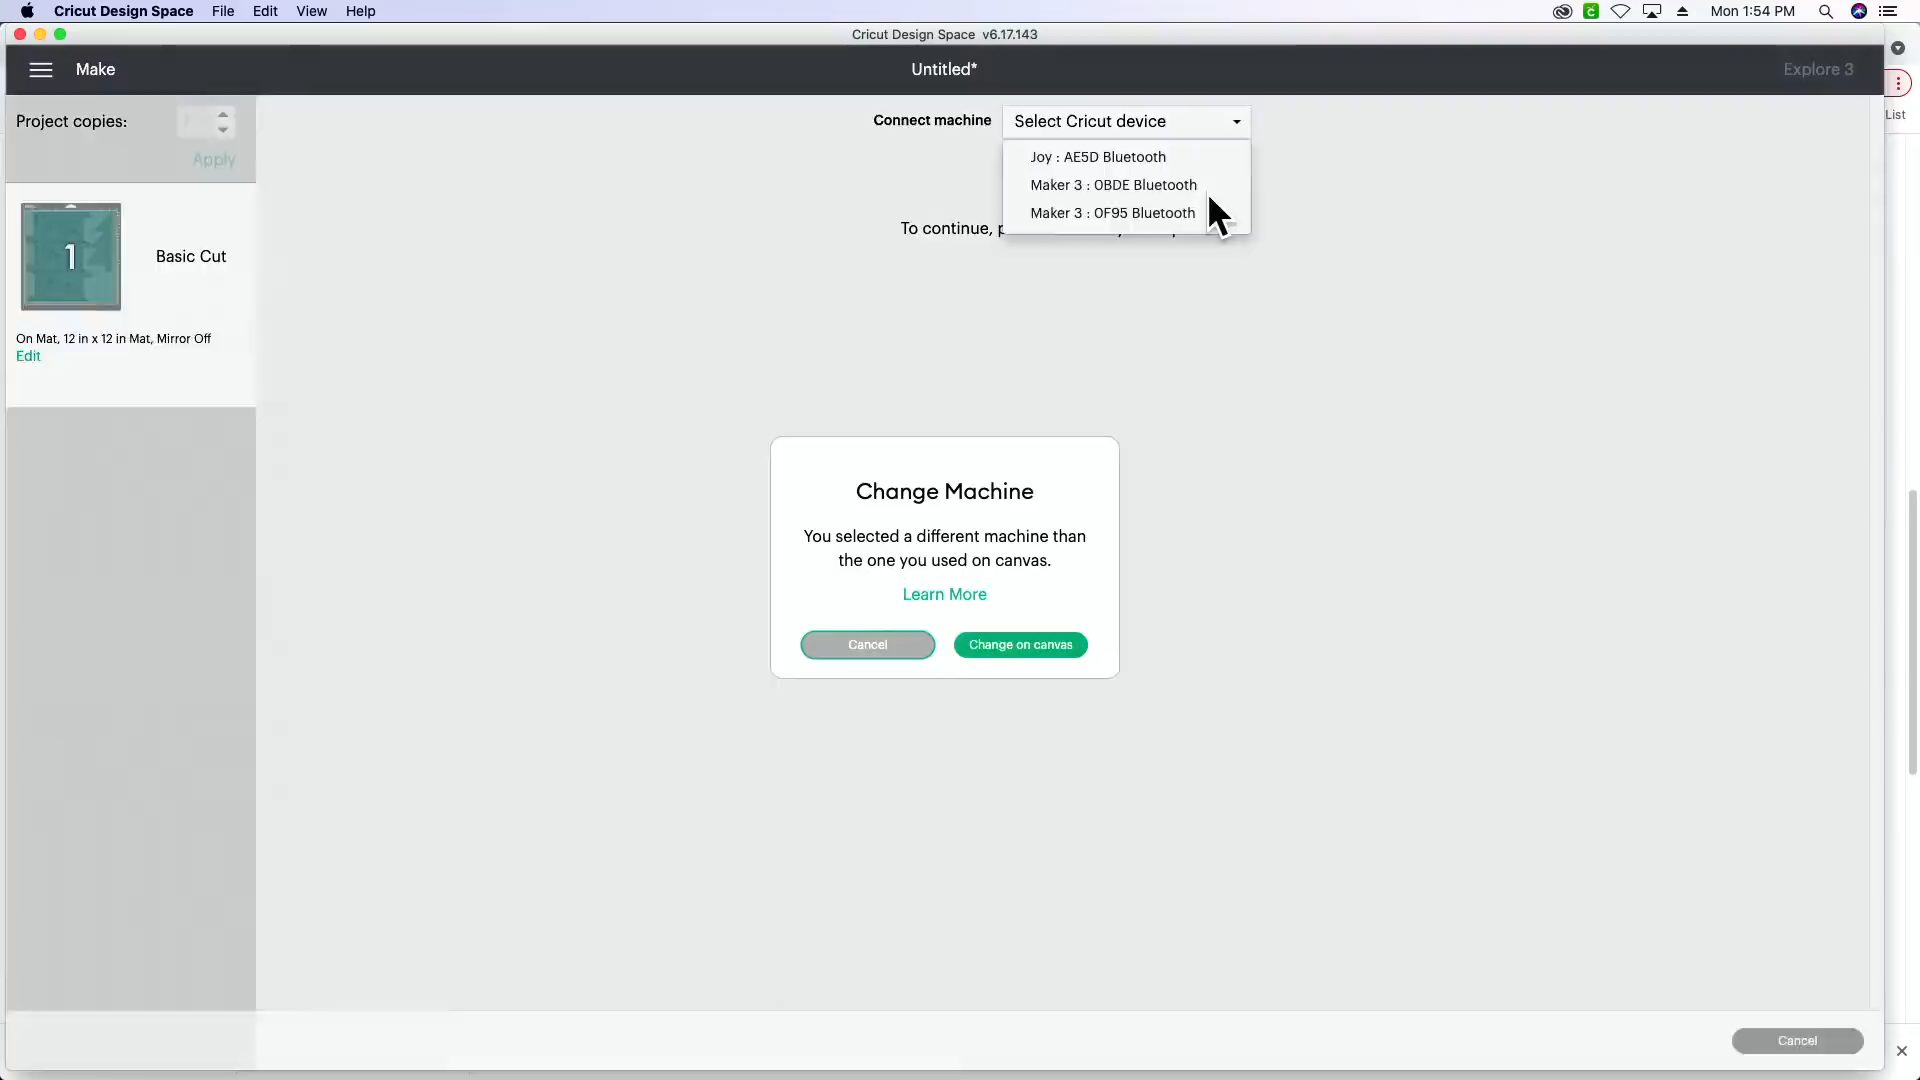 Cricut Design Space File Edit View Help Mon 1:54 PM
Cricut Design Space v6.17.143
Make Untitled* Explore 3
List
Project copies:
Apply
Connect machine Select Cricut device
Joy : AE5D Bluetooth
Maker 3 : 0BDE Bluetooth
Maker 3 : 0F95 Bluetooth
To continue,
1
Basic Cut
On Mat, 12 in x 12 in Mat, Mirror Off
Edit
Change Machine
You selected a different machine than
the one you used on canvas.
Learn More
Cancel Change on canvas
Cancel